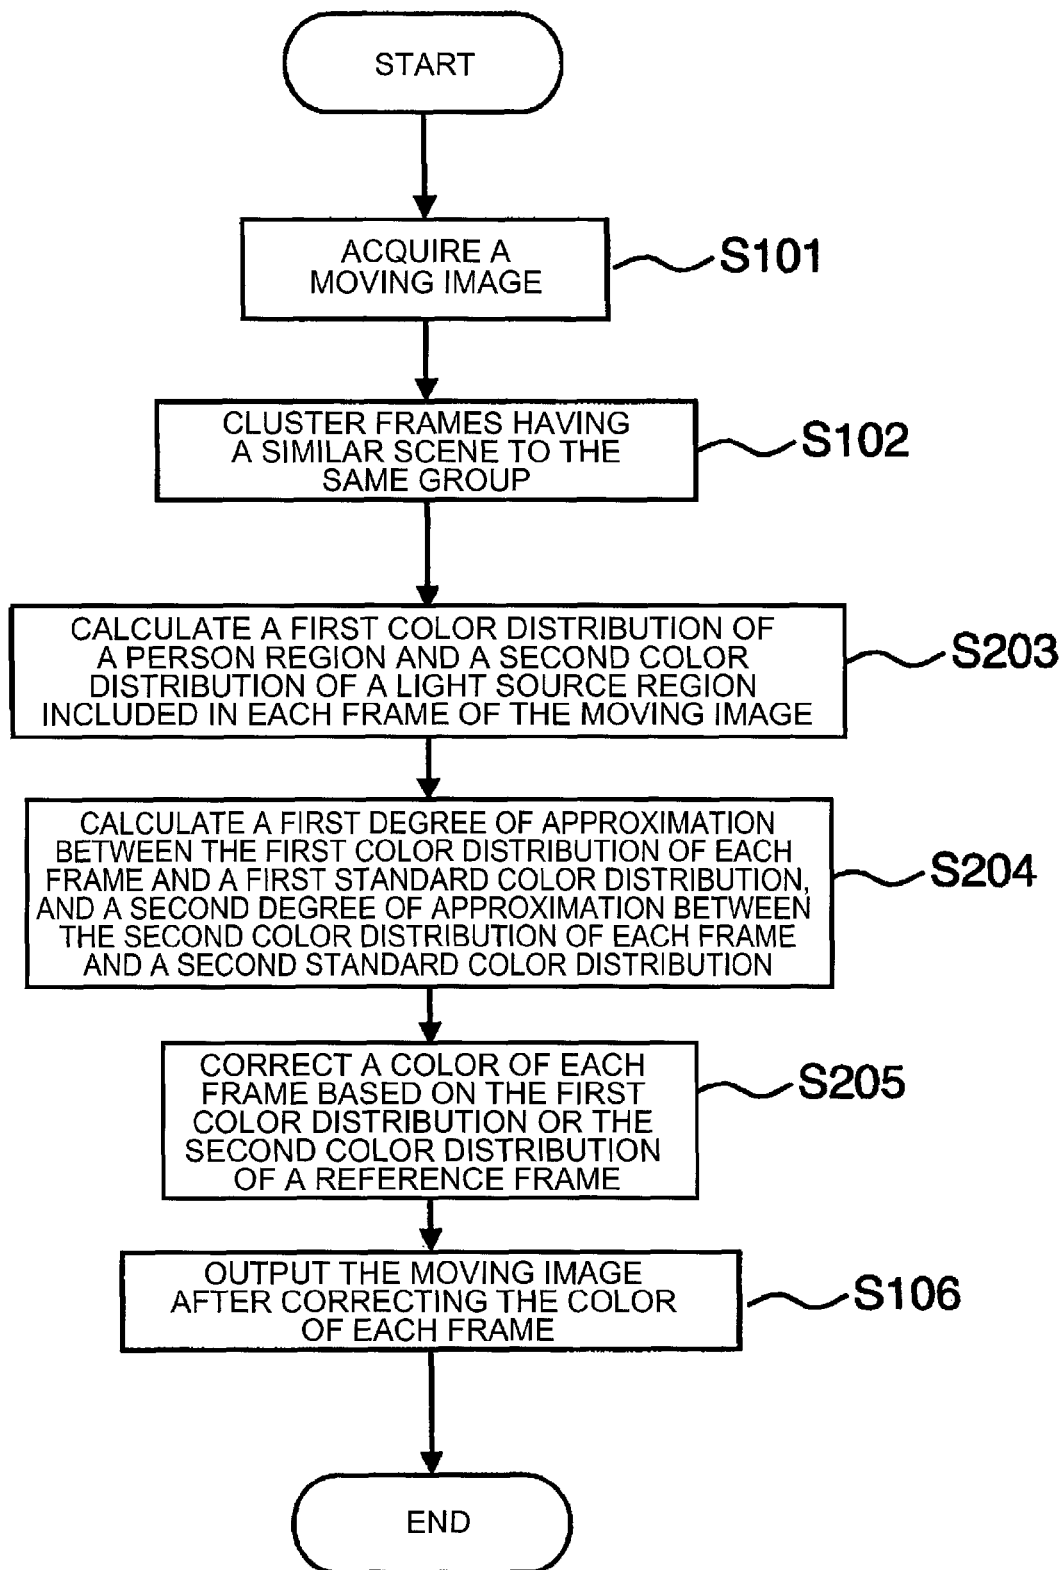 START
ACQUIRE A
MOVING IMAGE
S101
CLUSTER FRAMES HAVING
A SIMILAR SCENE TO THE
SAME GROUP
S102
CALCULATE A FIRST COLOR DISTRIBUTION OF
A PERSON REGION AND A SECOND COLOR
DISTRIBUTION OF A LIGHT SOURCE REGION
INCLUDED IN EACH FRAME OF THE MOVING IMAGE
S203
CALCULATE A FIRST DEGREE OF APPROXIMATION
BETWEEN THE FIRST COLOR DISTRIBUTION OF EACH
FRAME AND A FIRST STANDARD COLOR DISTRIBUTION,
AND A SECOND DEGREE OF APPROXIMATION BETWEEN
THE SECOND COLOR DISTRIBUTION OF EACH FRAME
AND A SECOND STANDARD COLOR DISTRIBUTION
S204
CORRECT A COLOR OF EACH
FRAME BASED ON THE FIRST
COLOR DISTRIBUTION OR THE
SECOND COLOR DISTRIBUTION
OF A REFERENCE FRAME
S205
OUTPUT THE MOVING IMAGE
AFTER CORRECTING THE COLOR
OF EACH FRAME
S106
END